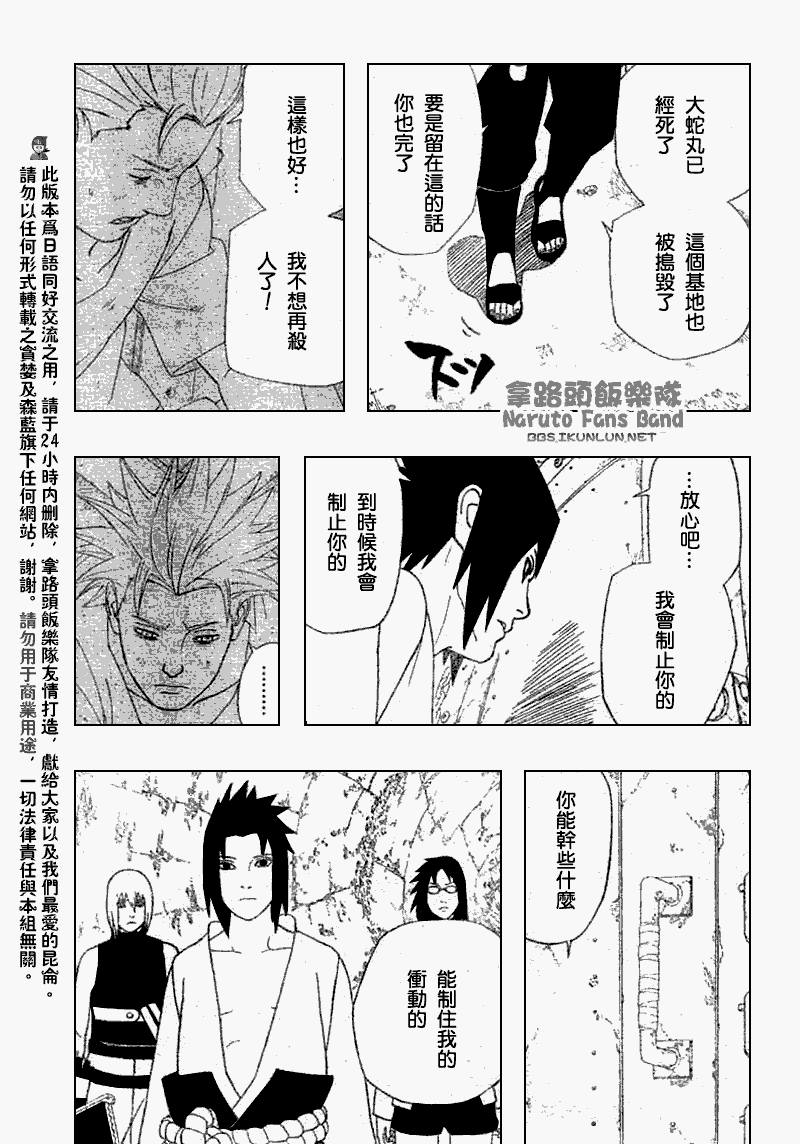 大蛇丸已
經死了
這個基地也
被搗毀了
要是留在這的話
你也完了
這樣也好…
我不想再殺
人了!
ドッ
拿路頭飯樂隊
Naruto Fans Band
BBS.IKUNLUN.NET
…放心吧…
我會制止你的
到時候我會
制止你的
………
你能幹些什麼
能制住我的
衝動的
此版本爲日語同好交流之用,請于24小時内刪除,拿路頭飯樂隊友情打造,獻給大家以及我們最愛的昆侖。
請勿以任何形式轉載之貪婪及森藍旗下任何網站,謝謝。請勿用于商業用途,一切法律責任與本組無關。